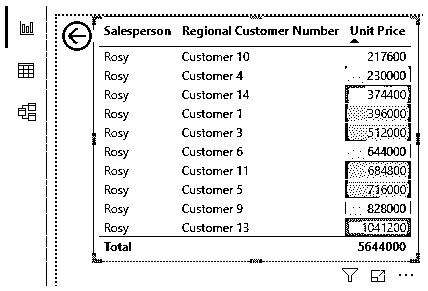 Salesperson Regional Customer Number Unit Price
Rosy Customer 10 217600
Rosy Customer 4 230000
Rosy Customer 14 374400
Rosy Customer 1 396000
Rosy Customer 3 512000
Rosy Customer 6 644000
Rosy Customer 11 684800
Rosy Customer 5 716000
Rosy Customer 9 828000
Rosy Customer 13 1041200
Total 5644000